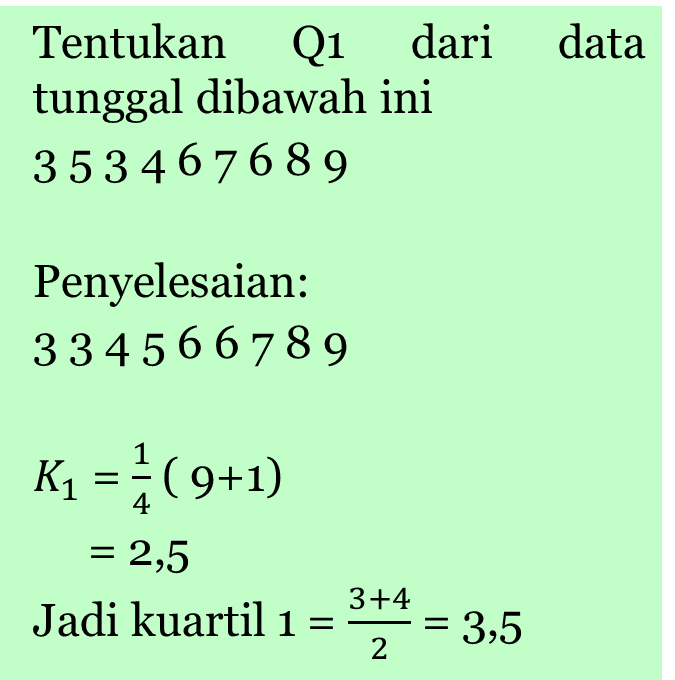 Tentukan Q1 dari data
tunggal dibawah ini
3 5 3 4 6 7 6 8 9
Penyelesaian:
3 3 4 5 6 6 7 8 9
K₁ = 1/4 ( 9+1)
= 2,5
Jadi kuartil 1 = 3+4/2 = 3,5